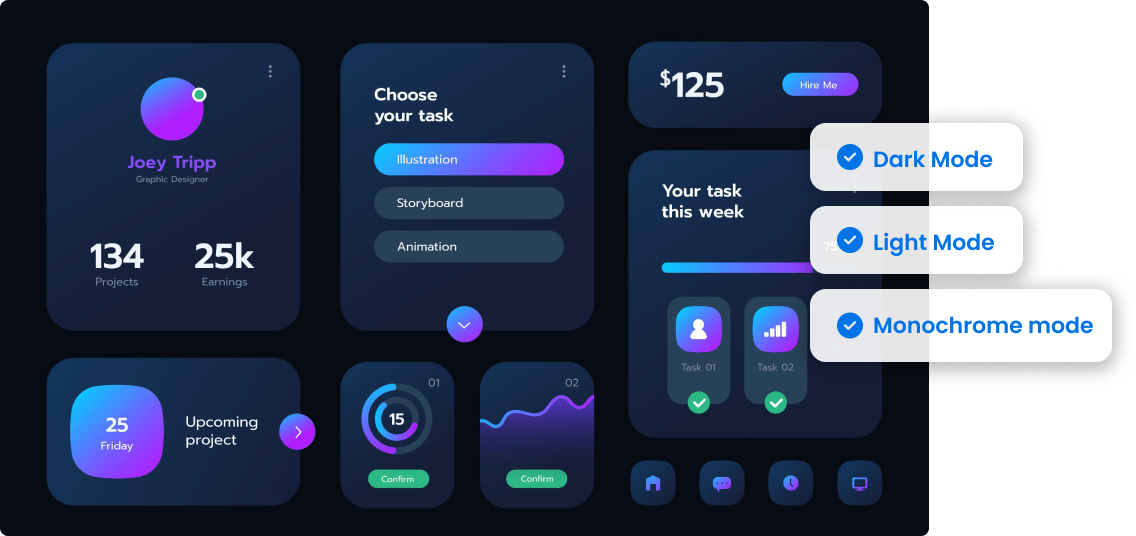 Joey Tripp
Graphic Designer
134
Projects
25k
Earnings
Choose
your task
Illustration
Storyboard
Animation
$125
Hire Me
Your task
this week
75
Task 01
Task 02
Dark Mode
Light Mode
Monochrome mode
25
Friday
Upcoming
project
01
15
Confirm
02
Confirm